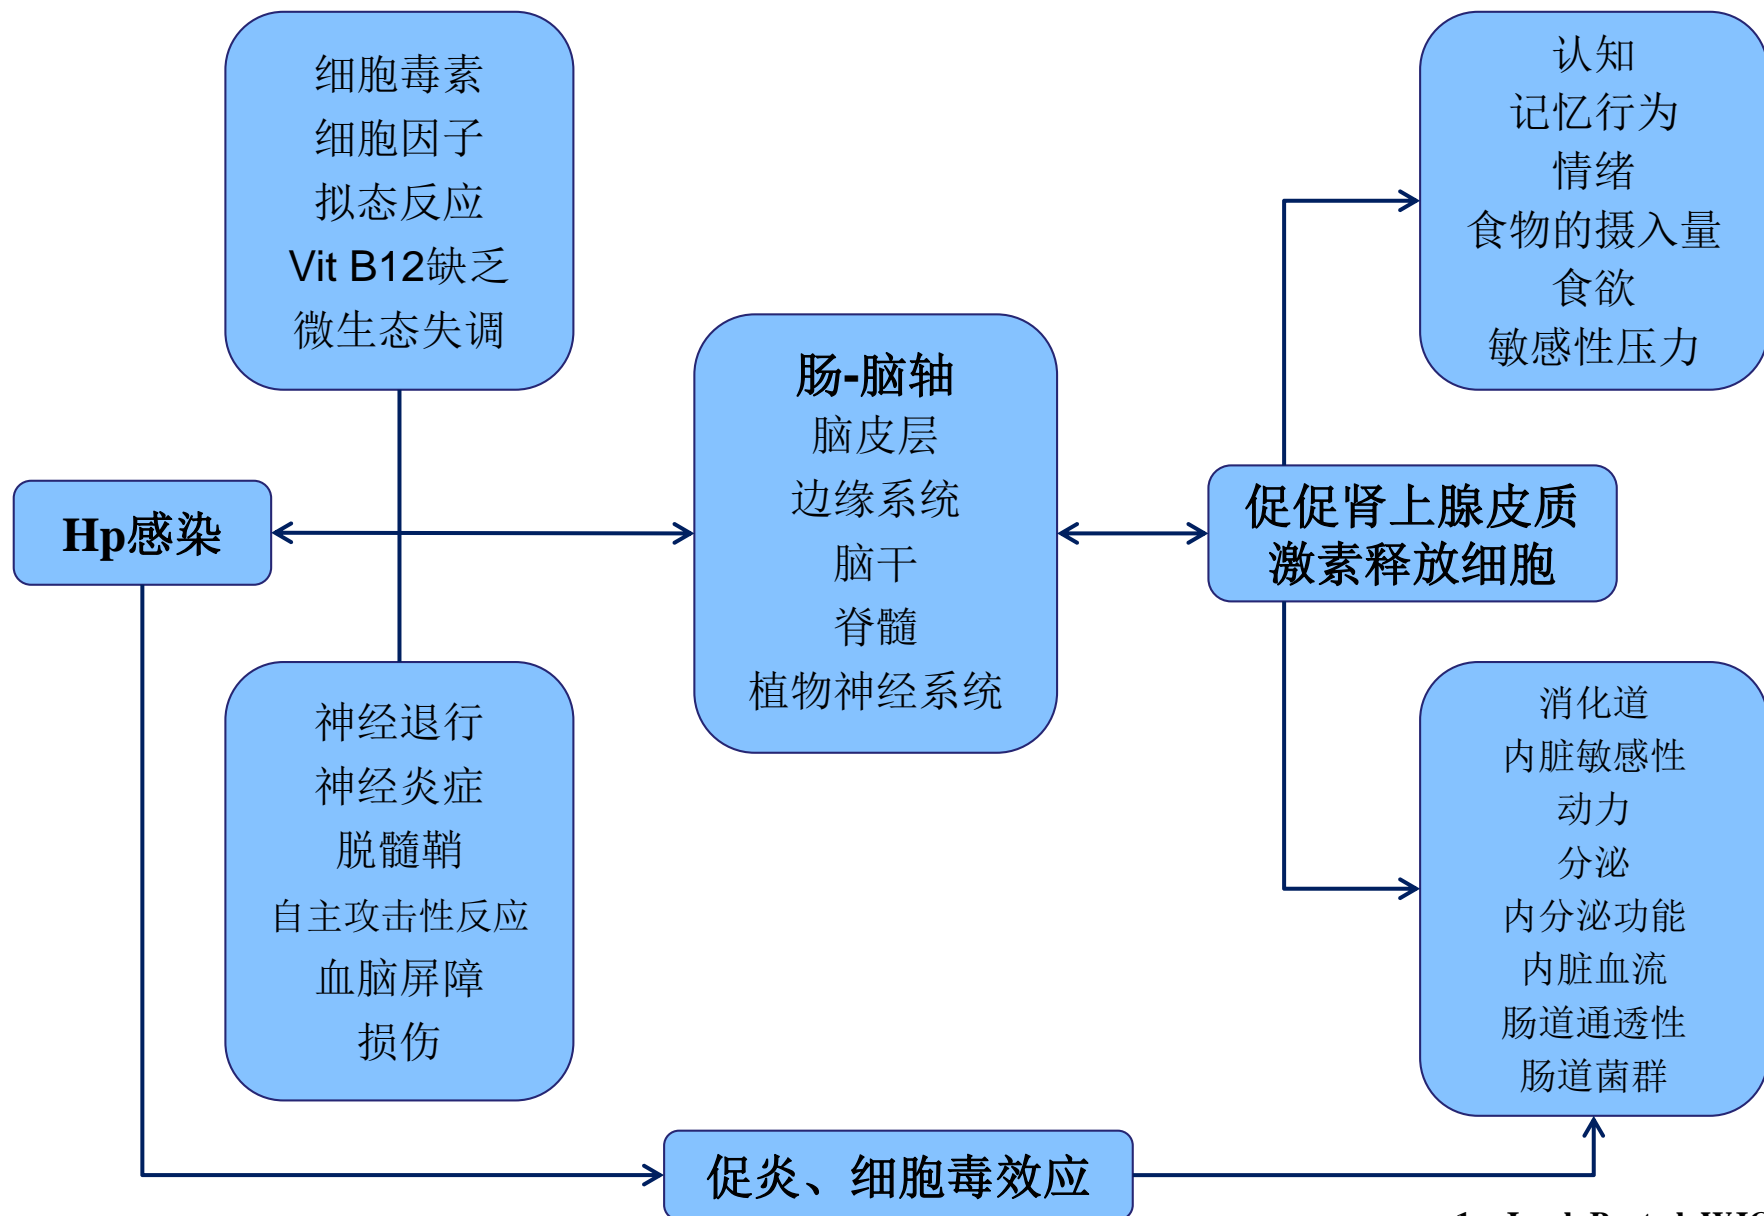 细胞毒素
细胞因子
拟态反应
Vit B12缺乏
微生态失调
认知
记忆行为
情绪
食物的摄入量
食欲
敏感性压力
肠-脑轴
脑皮层
边缘系统
脑干
脊髓
植物神经系统
Hp感染
促促肾上腺皮质
激素释放细胞
神经退行
神经炎症
脱髓鞘
自主攻击性反应
血脑屏障
损伤
消化道
内脏敏感性
动力
分泌
内分泌功能
内脏血流
肠道通透性
肠道菌群
促炎、细胞毒效应